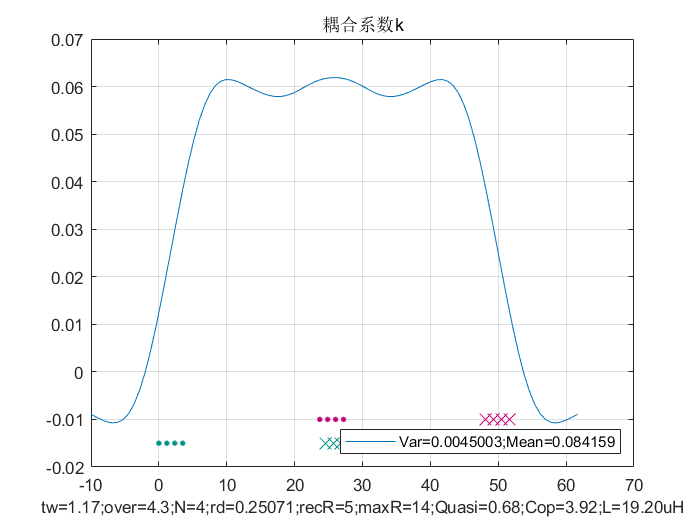 耦合系数k
0.07
0.06
0.05
0.04
0.03
0.02
0.01
0
-0.01
-0.02
Var=0.0045003;Mean=0.084159
-10 0 10 20 30 40 50 60 70
tw=1.17;over=4.3;N=4;rd=0.25071;recR=5;maxR=14;Quasi=0.68;Cop=3.92;L=19.20uH